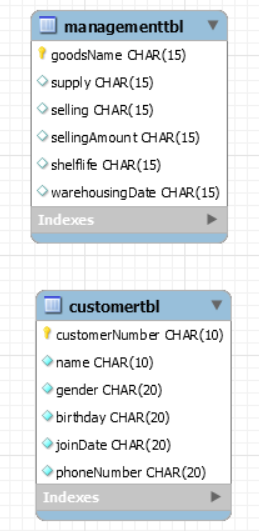 managementtbl
goodsName CHAR(15)
supply CHAR(15)
selling CHAR(15)
sellingAmount CHAR(15)
shelflife CHAR(15)
warehousingDate CHAR(15)
Indexes
customertbl
customerNumber CHAR(10)
name CHAR(10)
gender CHAR(20)
birthday CHAR(20)
joinDate CHAR(20)
phoneNumber CHAR(20)
Indexes